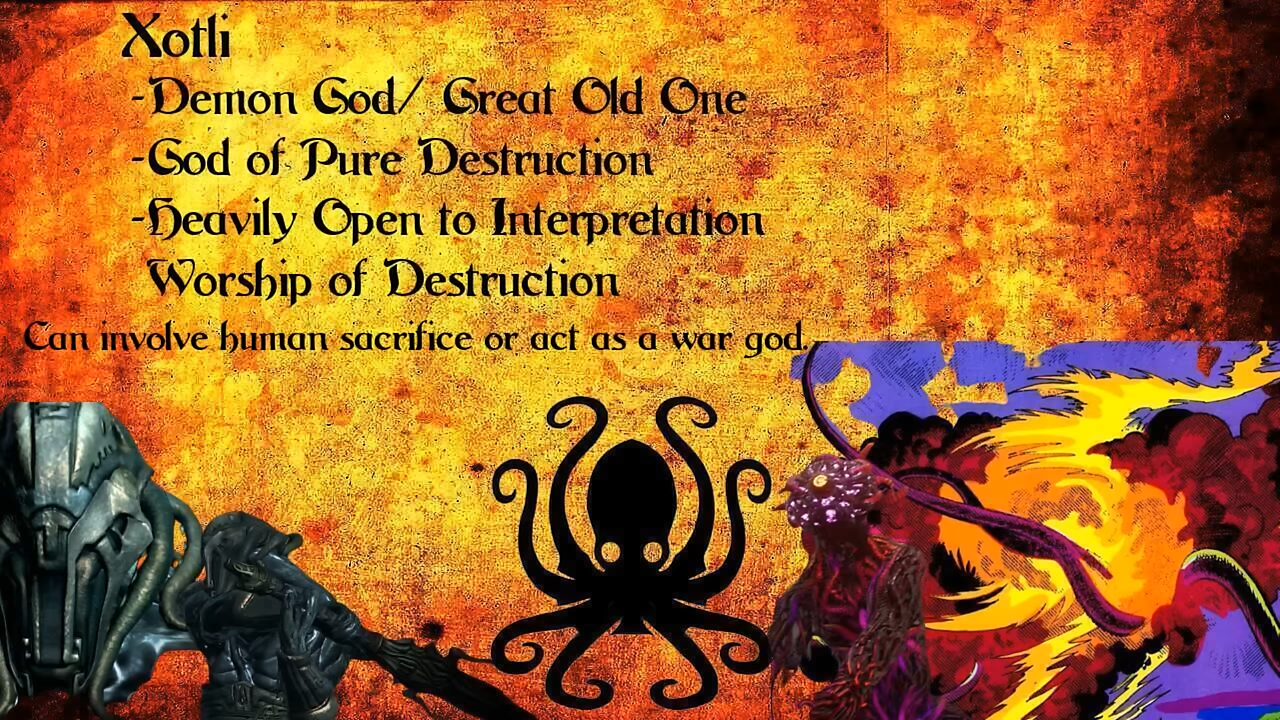 Xotli
-Demon God/ Great Old One
-God of Pure Destruction
-Heavily Open to Interpretation
Worship of Destruction
Can involve human sacrifice or act as a war god.